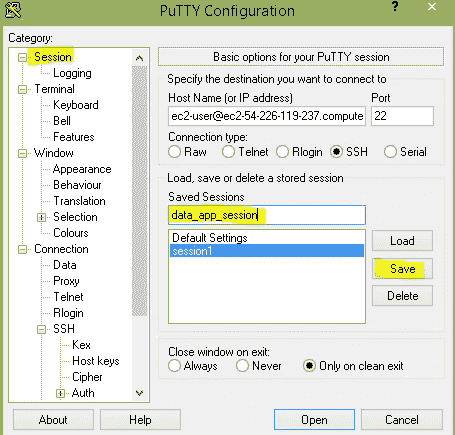 PuTTY Configuration
?
Category:
Session
Logging
Terminal
Keyboard
Bell
Features
Window
Appearance
Behaviour
Translation
Selection
Colours
Connection
Data
Proxy
Telnet
Rlogin
SSH
Kex
Host keys
Cipher
Auth
Basic options for your PuTTY session
Specify the destination you want to connect to
Host Name (or IP address) Port
ec2-user@ec2-54-226-119-237.compute 22
Connection type:
Raw Telnet Rlogin SSH Serial
Load, save or delete a stored session
Saved Sessions
data_app_session
Default Settings
session1
Load
Save
Delete
Close window on exit:
Always Never Only on clean exit
About Help Open Cancel